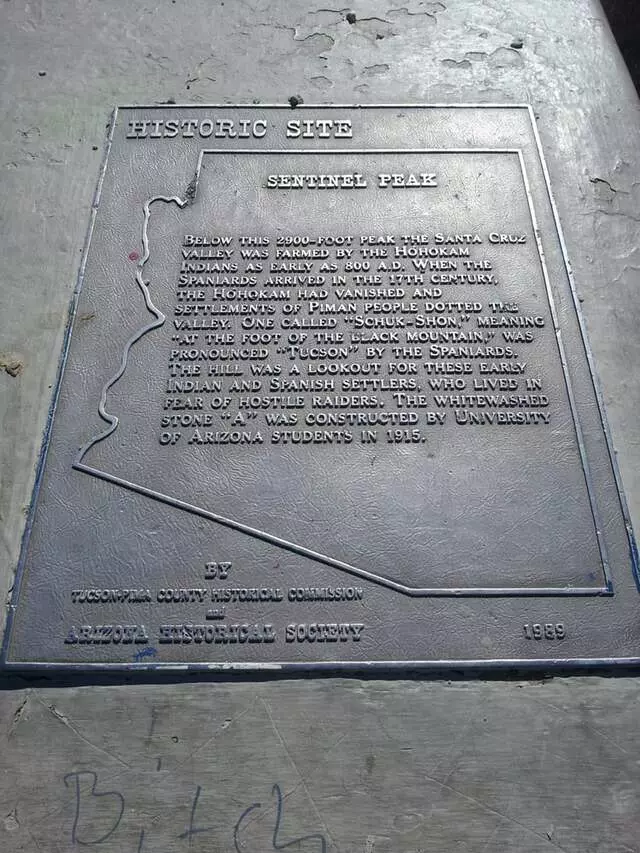 HISTORIC SITE
SENTINEL PEAK
BELOW THIS 2900-FOOT PEAK THE SANTA CRUZ
VALLEY WAS FARMED BY THE HOHOKAM
INDIANS AS EARLY AS 800 A.D. WHEN THE
SPANIARDS ARRIVED IN THE 17TH CENTURY,
THE HOHOKAM HAD VANISHED AND
SETTLEMENTS OF PIMAN PEOPLE DOTTED THE
VALLEY. ONE CALLED "SCHUK-SHON," MEANING
"AT THE FOOT OF THE BLACK MOUNTAIN," WAS
PRONOUNCED "TUCSON" BY THE SPANIARDS.
THE HILL WAS A LOOKOUT FOR THESE EARLY
INDIAN AND SPANISH SETTLERS, WHO LIVED IN
FEAR OF HOSTILE RAIDERS. THE WHITEWASHED
STONE "A" WAS CONSTRUCTED BY UNIVERSITY
OF ARIZONA STUDENTS IN 1915.
BY
TUCSON-PIMA COUNTY HISTORICAL COMMISSION
and
ARIZONA HISTORICAL SOCIETY
1989
Bitch